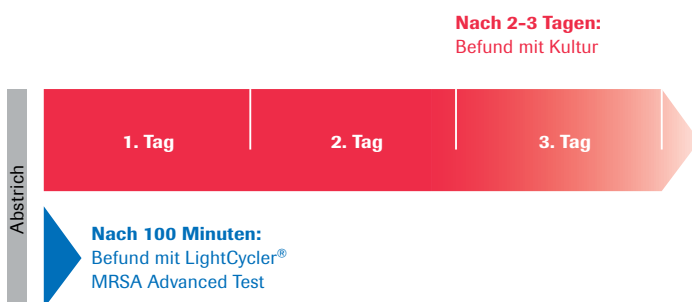 Nach 2-3 Tagen:
Befund mit Kultur
1. Tag
2. Tag
3. Tag
Abstrich
Nach 100 Minuten:
Befund mit LightCycler®
MRSA Advanced Test